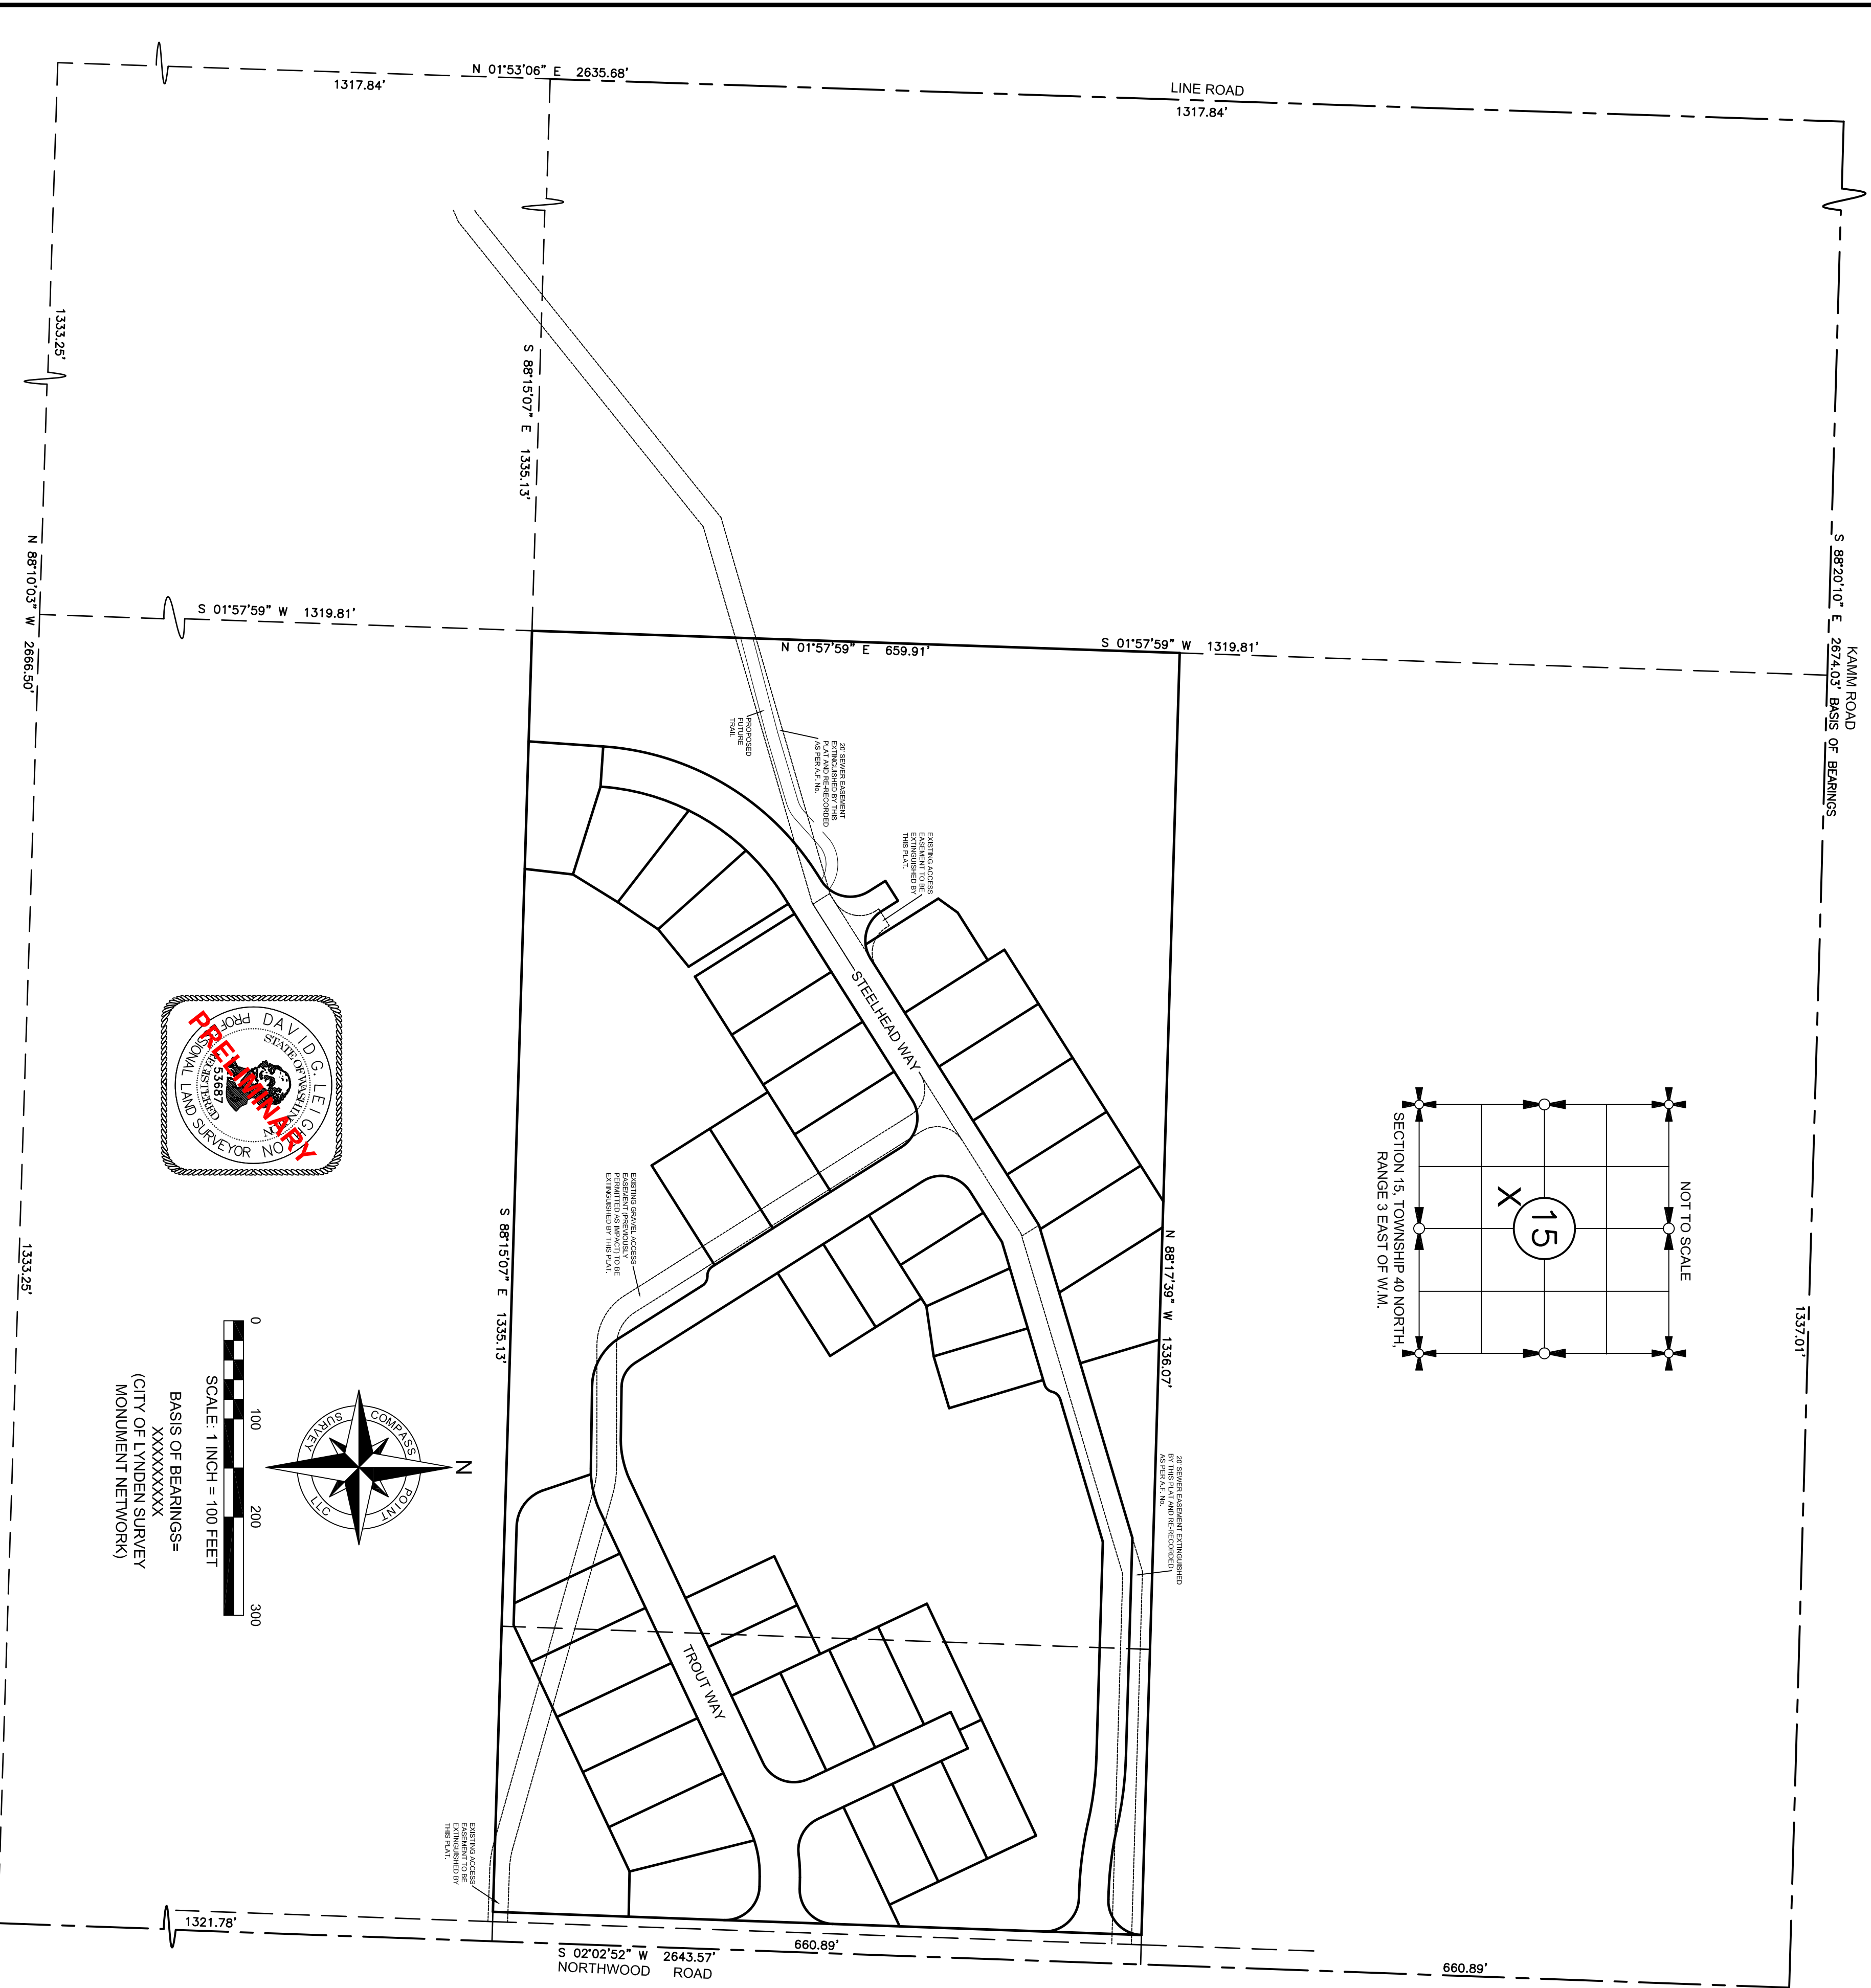 N 01°53'06" E 2635.68'
1317.84'
LINE ROAD
1317.84'
KAMM ROAD
S 88°20'10" E 2674.03' BASIS OF BEARINGS
1337.01'
1333.25'
S 88°15'07" E 1335.13'
N 88°10'03" W 2666.50'
1333.25'
S 01°57'59" W 1319.81'
N 01°57'59" E 659.91'
S 01°57'59" W 1319.81'
PROPOSED
FUTURE
TRAIL
20' SEWER EASEMENT
EXTINGUISHED BY THIS
PLAT AND RE-RECORDED
AS PER A.F. No.
EXISTING ACCESS
EASEMENT TO BE
EXTINGUISHED BY
THIS PLAT.
STEELHEAD WAY
NOT TO SCALE
15
X
SECTION 15, TOWNSHIP 40 NORTH,
RANGE 3 EAST OF W.M.
N 88°17'39" W 1336.07'
EXISTING GRAVEL ACCESS
EASEMENT (PREVIOUSLY
PERMITTED AS IMPACT) TO BE
EXTINGUISHED BY THIS PLAT.
S 88°15'07" E 1335.13'
20' SEWER EASEMENT EXTINGUISHED
BY THIS PLAT AND RE-RECORDED
AS PER A.F. No.
TROUT WAY
EXISTING ACCESS
EASEMENT TO BE
EXTINGUISHED BY
THIS PLAT.
DAVID G. LEIGHTON
STATE OF WASHINGTON
53687
REGISTERED
PROFESSIONAL LAND SURVEYOR
PRELIMINARY
N
COMPASS POINT
SURVEY LLC
0 100 200 300
SCALE: 1 INCH = 100 FEET
BASIS OF BEARINGS=
XXXXXXXXX
(CITY OF LYNDEN SURVEY
MONUMENT NETWORK)
1321.78'
660.89'
S 02°02'52" W 2643.57'
NORTHWOOD ROAD
660.89'